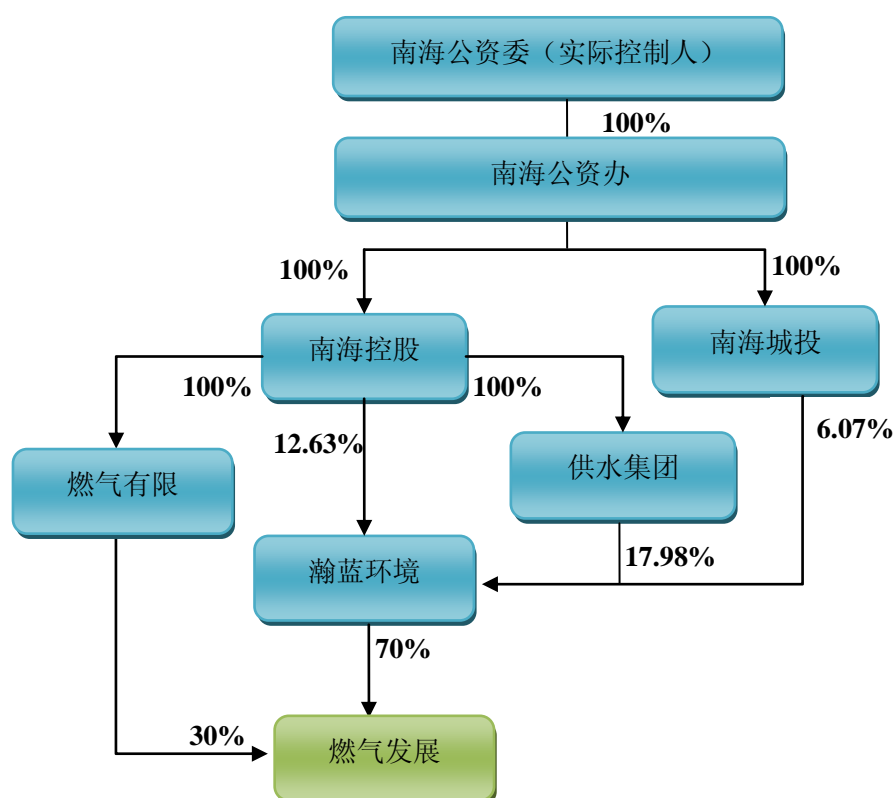 南海公资委（实际控制人）
100%
南海公资办
100%
100%
南海控股
南海城投
100%
100%
12.63%
6.07%
燃气有限
供水集团
17.98%
瀚蓝环境
70%
30%
燃气发展